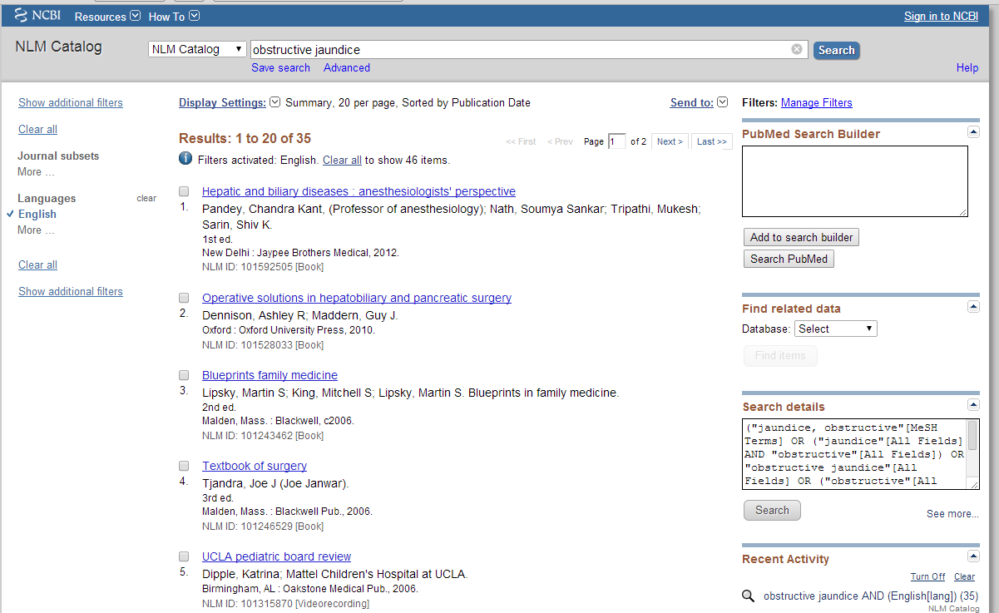 NCBI Resources How To Sign in to NCBI
NLM Catalog
NLM Catalog obstructive jaundice Search
Save search Advanced
Help
Show additional filters
Clear all
Journal subsets
More ...
Languages clear
English
More ...
Clear all
Show additional filters
Display Settings: Summary, 20 per page, Sorted by Publication Date Send to:
Results: 1 to 20 of 35
<< First < Prev Page 1 of 2 Next > Last >>
Filters activated: English. Clear all to show 46 items.
Hepatic and biliary diseases : anesthesiologists' perspective
1. Pandey, Chandra Kant, (Professor of anesthesiology); Nath, Soumya Sankar; Tripathi, Mukesh;
Sarin, Shiv K.
1st ed.
New Delhi : Jaypee Brothers Medical, 2012.
NLM ID: 101592505 [Book]
Operative solutions in hepatobiliary and pancreatic surgery
2. Dennison, Ashley R; Maddern, Guy J.
Oxford : Oxford University Press, 2010.
NLM ID: 101528033 [Book]
Blueprints family medicine
3. Lipsky, Martin S; King, Mitchell S; Lipsky, Martin S. Blueprints in family medicine.
2nd ed.
Malden, Mass. : Blackwell, c2006.
NLM ID: 101243462 [Book]
Textbook of surgery
4. Tjandra, Joe J (Joe Janwar).
3rd ed.
Malden, Mass. : Blackwell Pub., 2006.
NLM ID: 101246529 [Book]
UCLA pediatric board review
5. Dipple, Katrina; Mattel Children's Hospital at UCLA.
Birmingham, AL : Oakstone Medical Pub., 2006.
NLM ID: 101315870 [Videorecording]
Filters: Manage Filters
PubMed Search Builder
Add to search builder
Search PubMed
Find related data
Database: Select
Find items
Search details
("jaundice, obstructive"[MeSH
Terms] OR ("jaundice"[All Fields]
AND "obstructive"[All Fields]) OR
"obstructive jaundice"[All
Fields] OR ("obstructive"[All
Search
See more...
Recent Activity
Turn Off Clear
obstructive jaundice AND (English[lang]) (35)
NLM Catalog